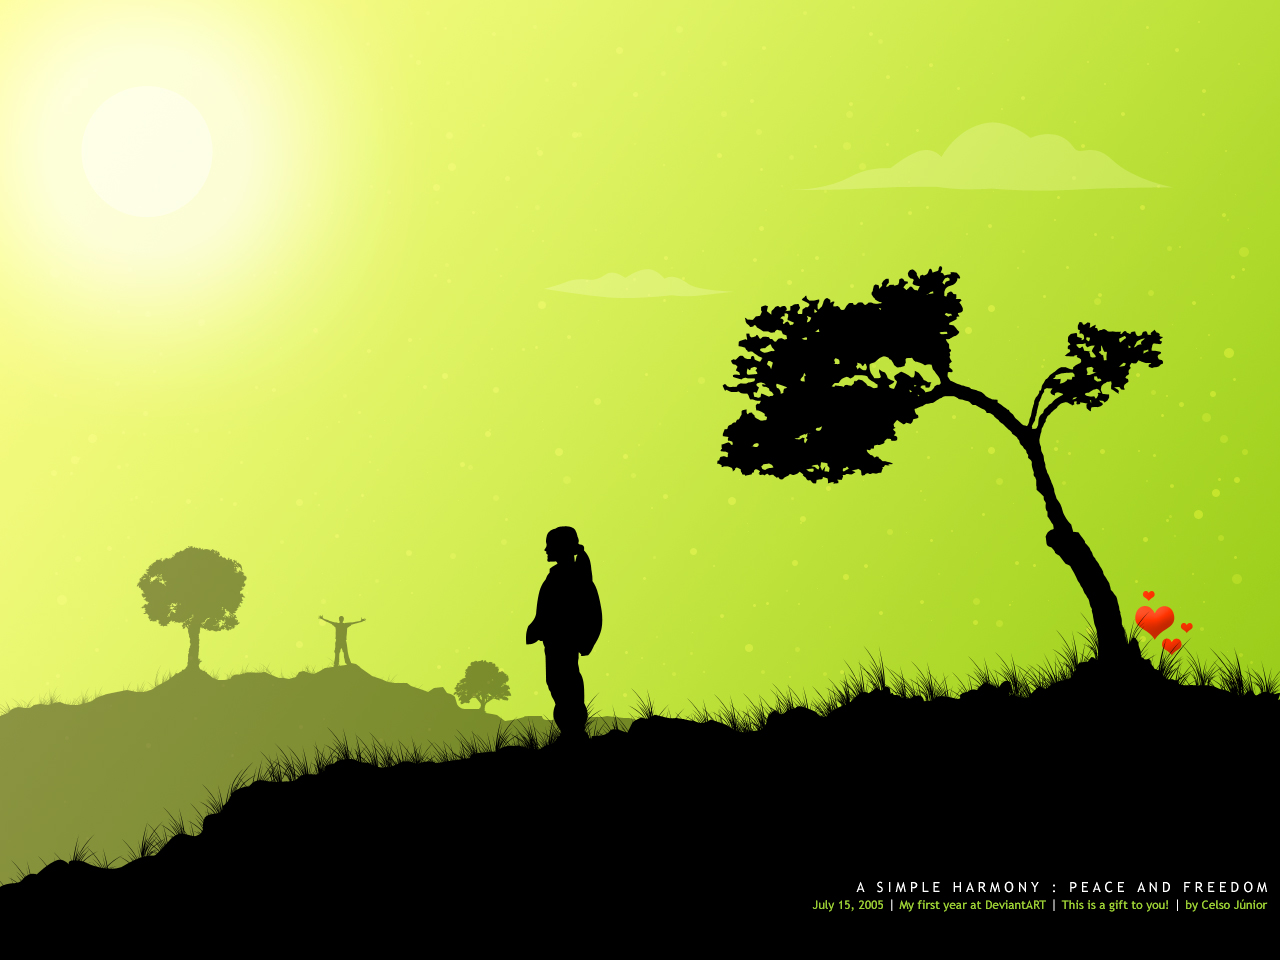 A SIMPLE HARMONY : PEACE AND FREEDOM
July 15, 2005 | My first year at DeviantART | This is a gift to you! | by Celso Júnior